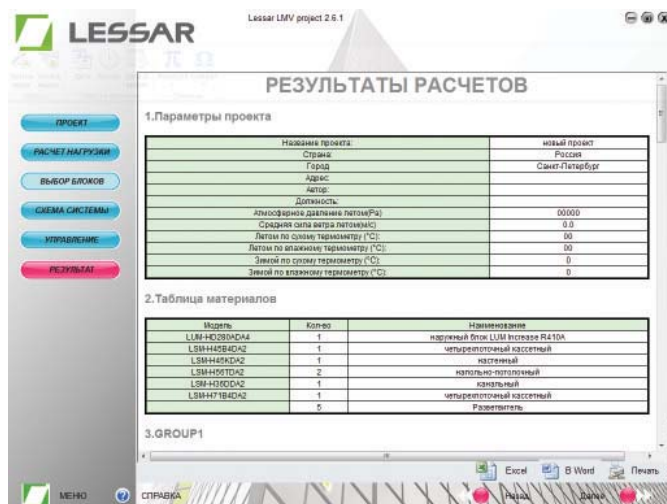 LESSAR
Lessar LMV project 2.6.1
РЕЗУЛЬТАТЫ РАСЧЕТОВ
ПРОЕКТ
РАСЧЕТ НАГРУЗКИ
ВЫБОР БЛОКОВ
СХЕМА СИСТЕМЫ
УПРАВЛЕНИЕ
РЕЗУЛЬТАТ
1.Параметры проекта
Название проекта: новый проект
Страна: Россия
Город Санкт-Петербург
Адрес:
Автор:
Должность:
Атмосферное давление летом(Pa) 00000
Средняя сила ветра летом(м/с) 0.0
Летом по сухому термометру (°C): 00
Летом по влажному термометру (°C): 00
Зимой по сухому термометру (°C): 0
Зимой по влажному термометру (°C): 0
2.Таблица материалов
Модель Кол-во Наименование
LUM-HD280ADA4 1 наружный блок LUM Increase R410A
LSM-H45B4DA2 1 четырехпоточный кассетный
LSM-H45KDA2 1 настенный
LSM-H56TDA2 2 напольно-потолочный
LSM-H36DDA2 1 канальный
LSM-H71B4DA2 1 четырехпоточный кассетный
5 Разветвитель
3.GROUP1
Excel В Word Печать
МЕНЮ СПРАВКА Назад Далее